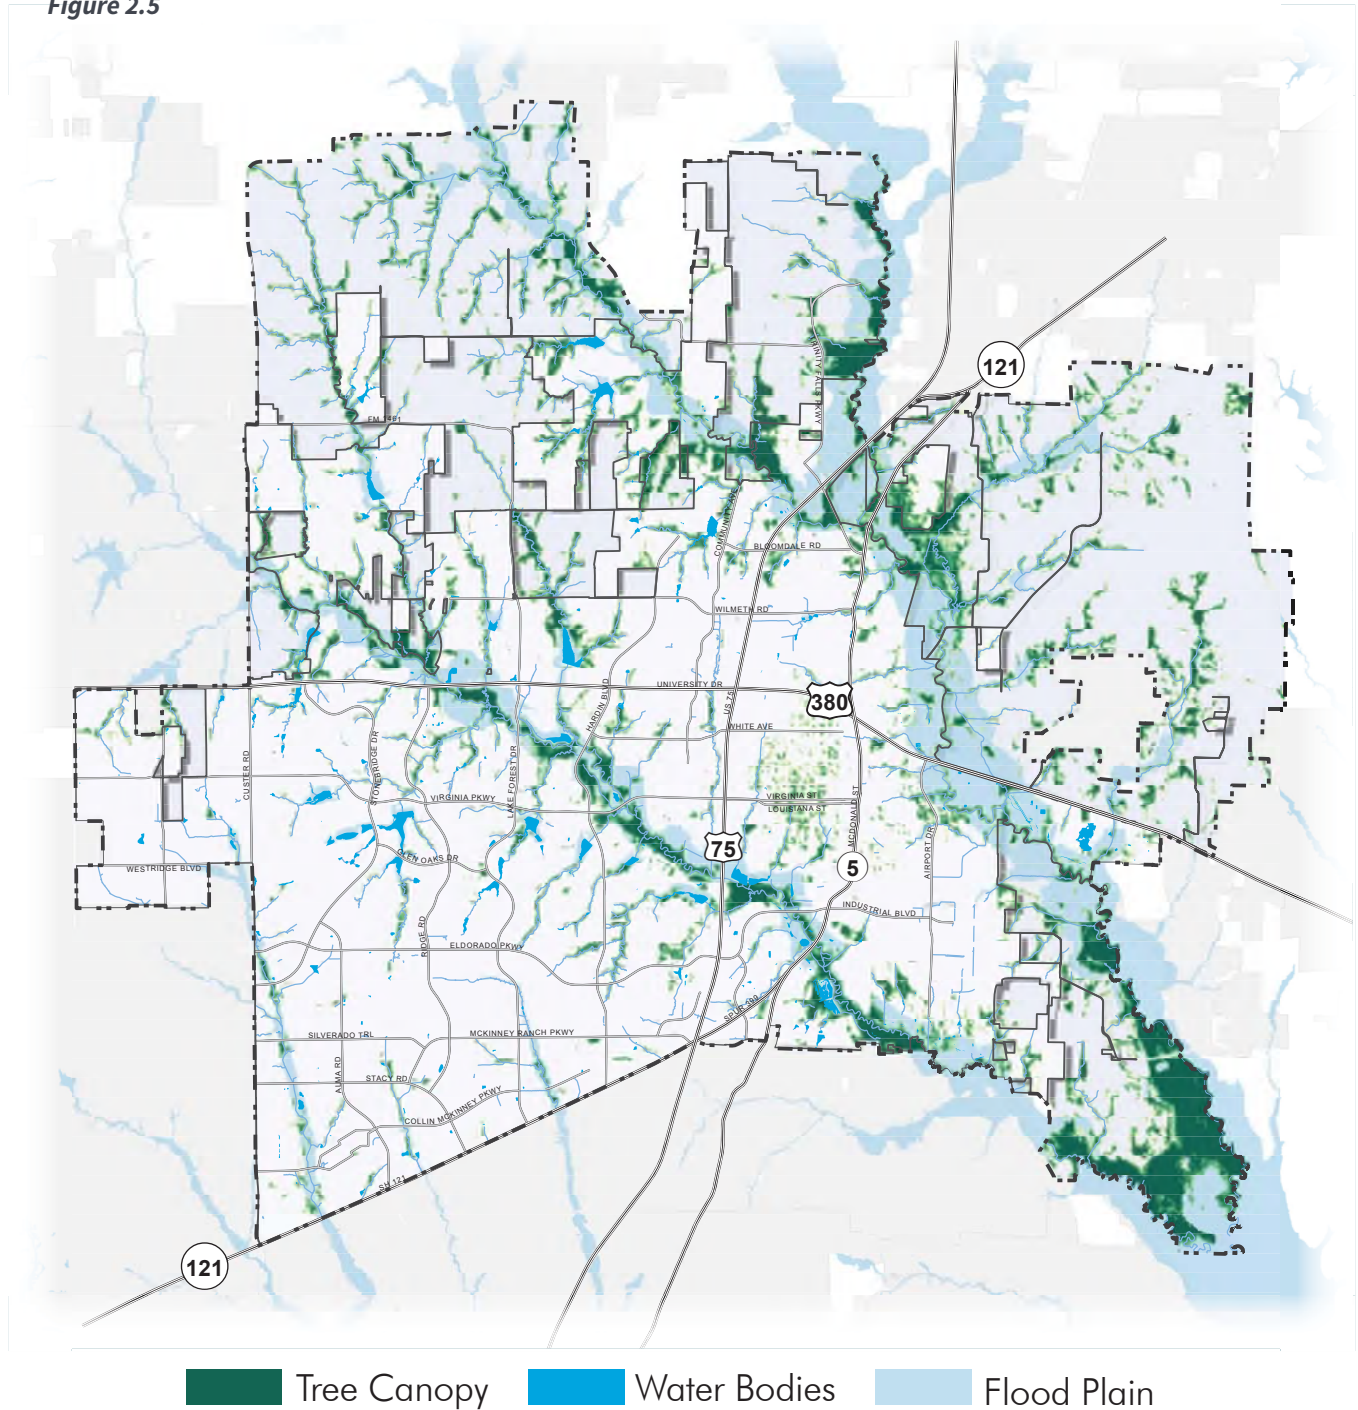 Figure 2.5
121
TRINITY FALLS PKWY
FM 1461
COMMUNITY AVE
BLOOMDALE RD
WILMETH RD
UNIVERSITY DR
380
US 75
HARDIN BLVD
WHITE AVE
CUSTER RD
STONEBRIDGE DR
LAKE FOREST DR
VIRGINIA PKWY
VIRGINIA ST
LOUISIANA ST
MCDONALD ST
AIRPORT DR
75
5
GLEN OAKS DR
WESTRIDGE BLVD
INDUSTRIAL BLVD
RIDGE RD
ELDORADO PKWY
SPUR 399
SILVERADO TRL
MCKINNEY RANCH PKWY
ALMA RD
STACY RD
COLLIN MCKINNEY PKWY
SH 121
121
Tree Canopy
Water Bodies
Flood Plain